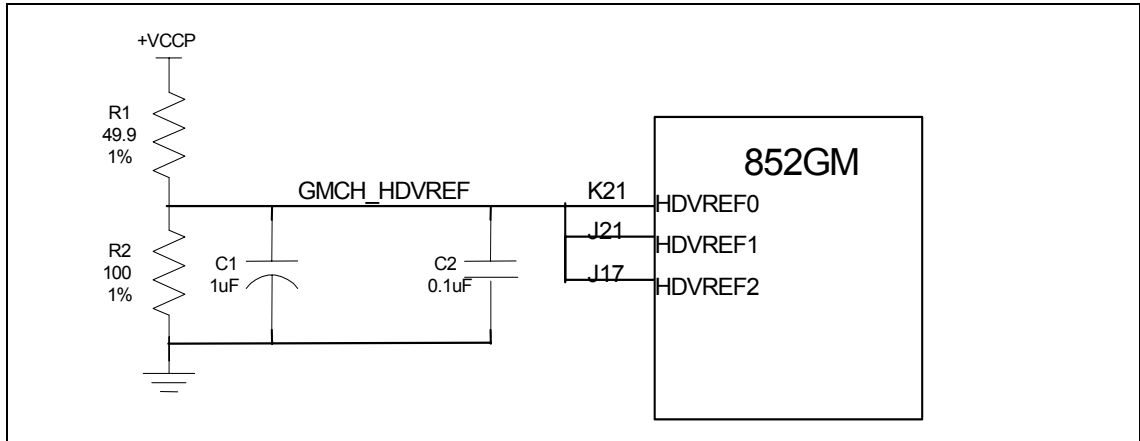 +VCCP
R1
49.9
1%
852GM
GMCH_HDVREF
K21
HDVREF0
J21
HDVREF1
R2
100
1%
C1
1uF
C2
0.1uF
J17
HDVREF2